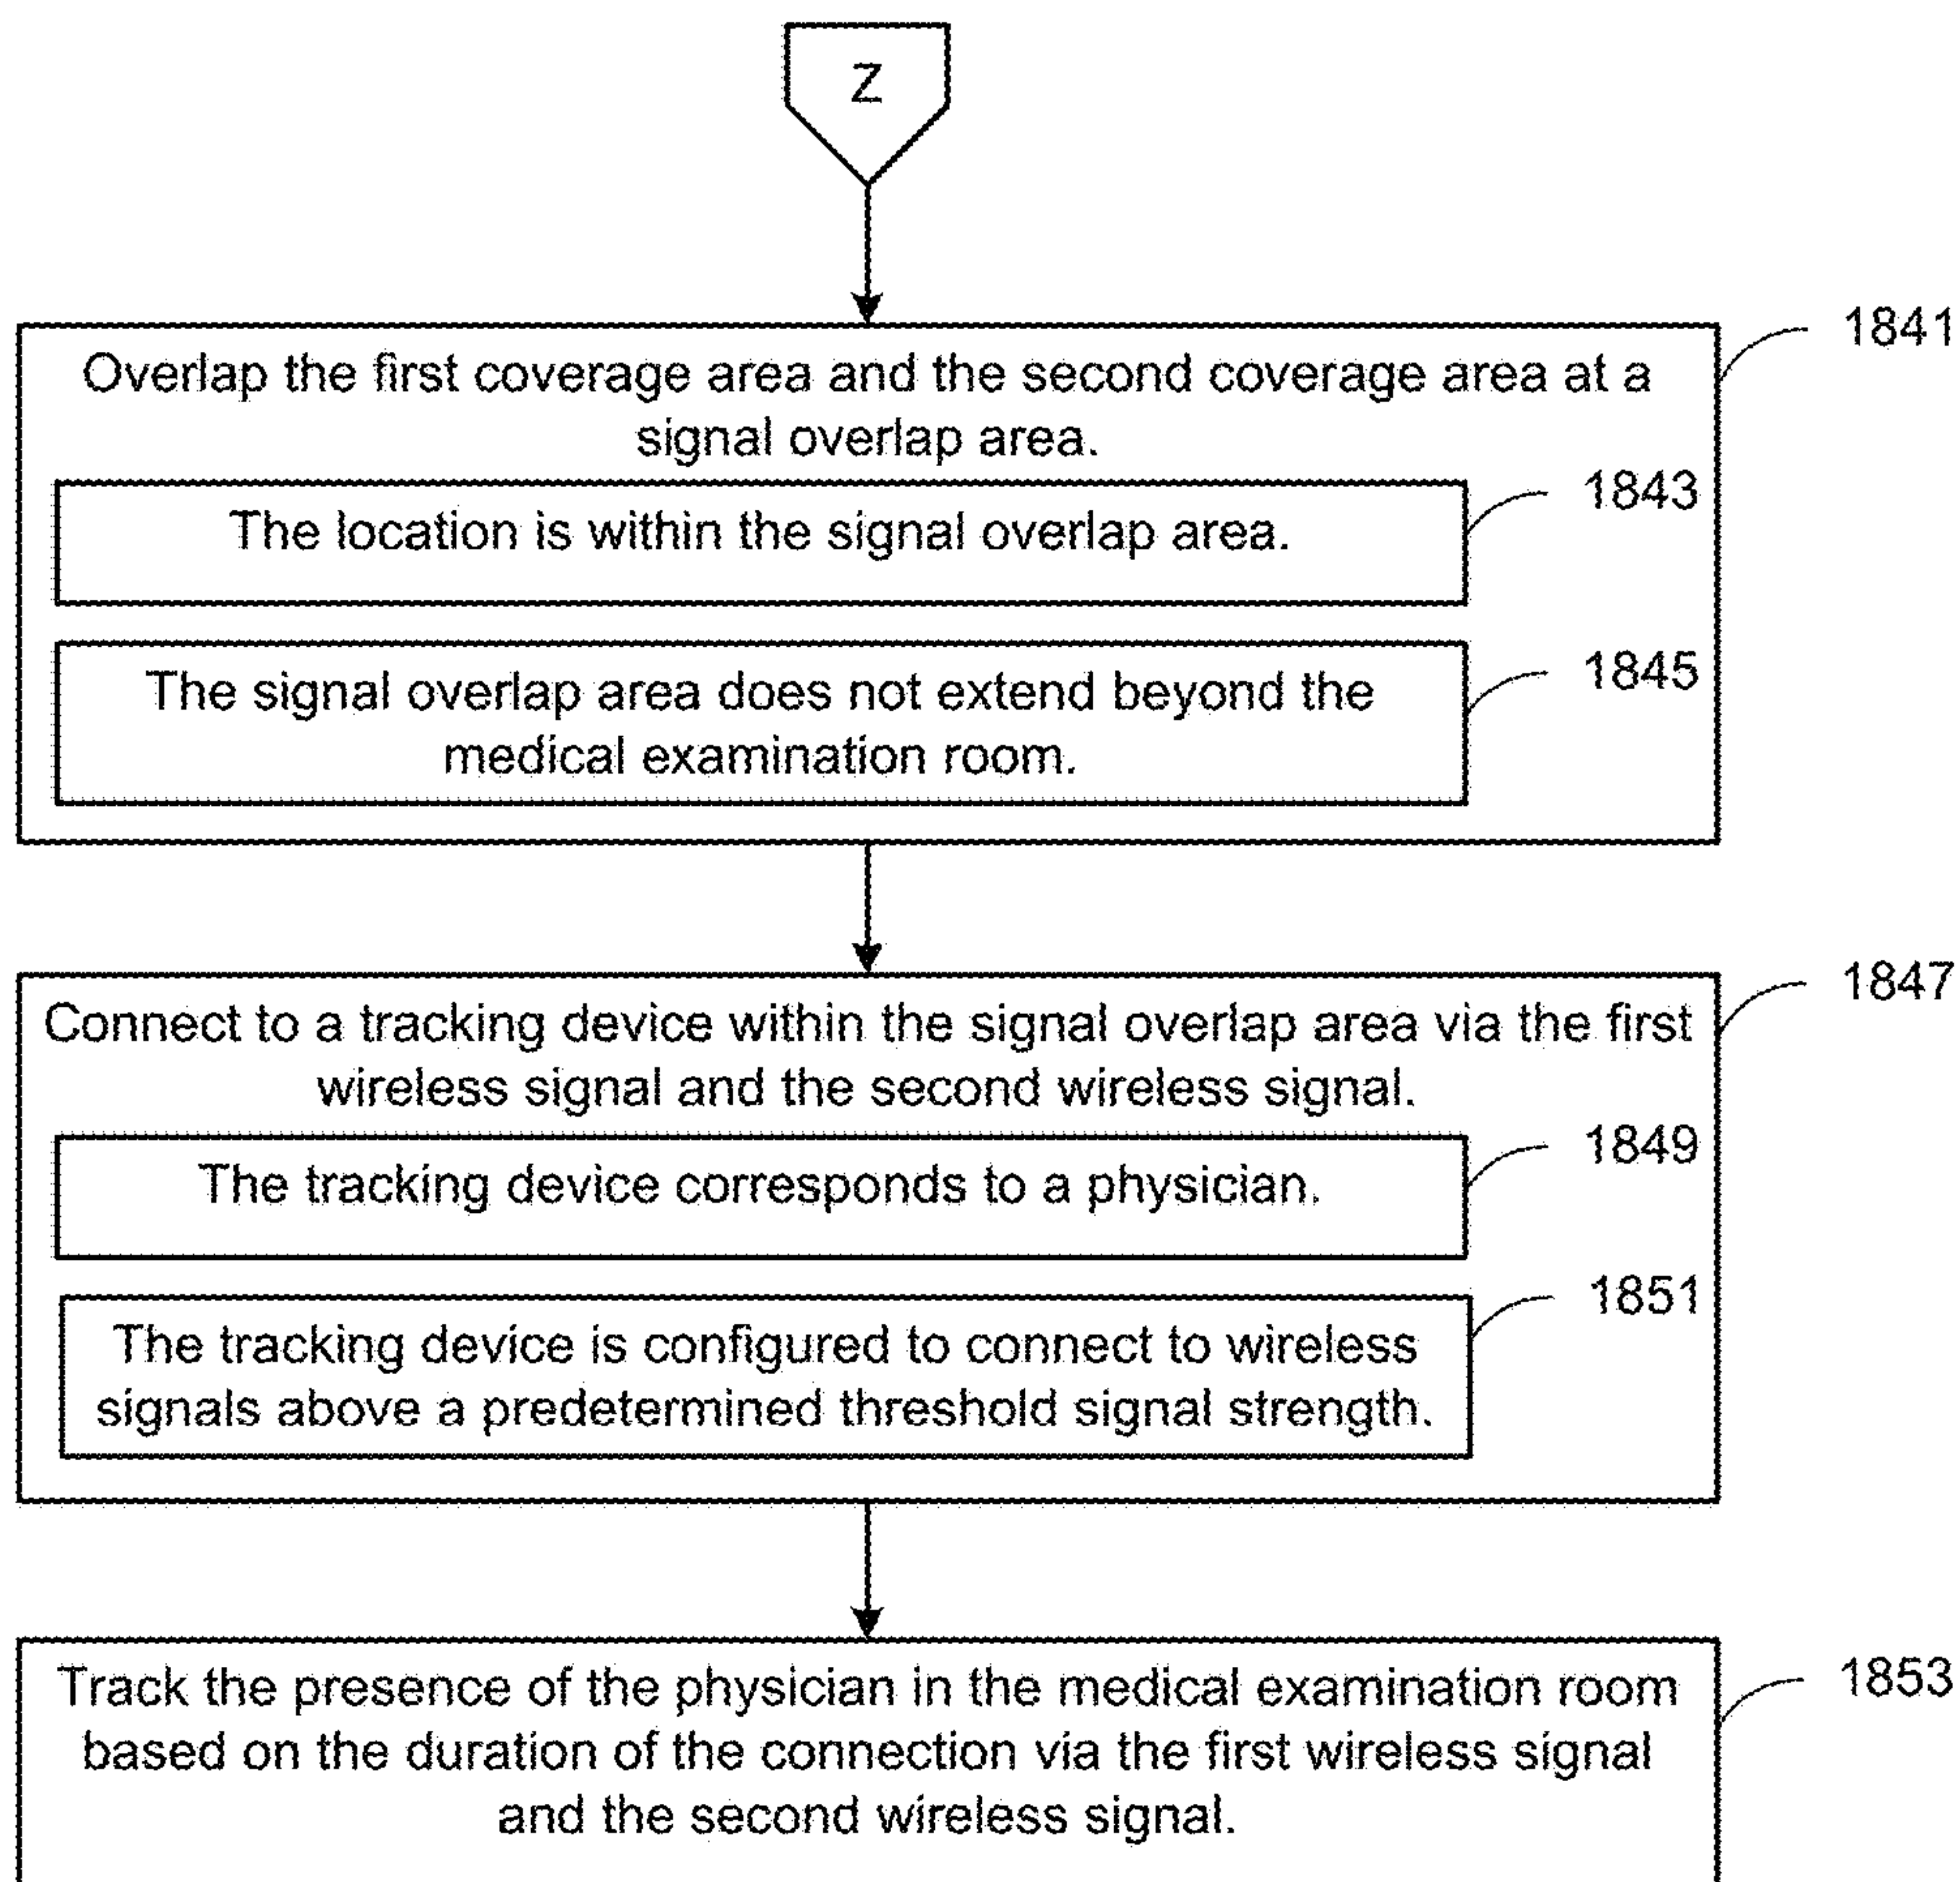 Z
1841
Overlap the first coverage area and the second coverage area at a
signal overlap area.
1843
The location is within the signal overlap area.
1845
The signal overlap area does not extend beyond the
medical examination room.
1847
Connect to a tracking device within the signal overlap area via the first
wireless signal and the second wireless signal.
1849
The tracking device corresponds to a physician.
1851
The tracking device is configured to connect to wireless
signals above a predetermined threshold signal strength.
1853
Track the presence of the physician in the medical examination room
based on the duration of the connection via the first wireless signal
and the second wireless signal.